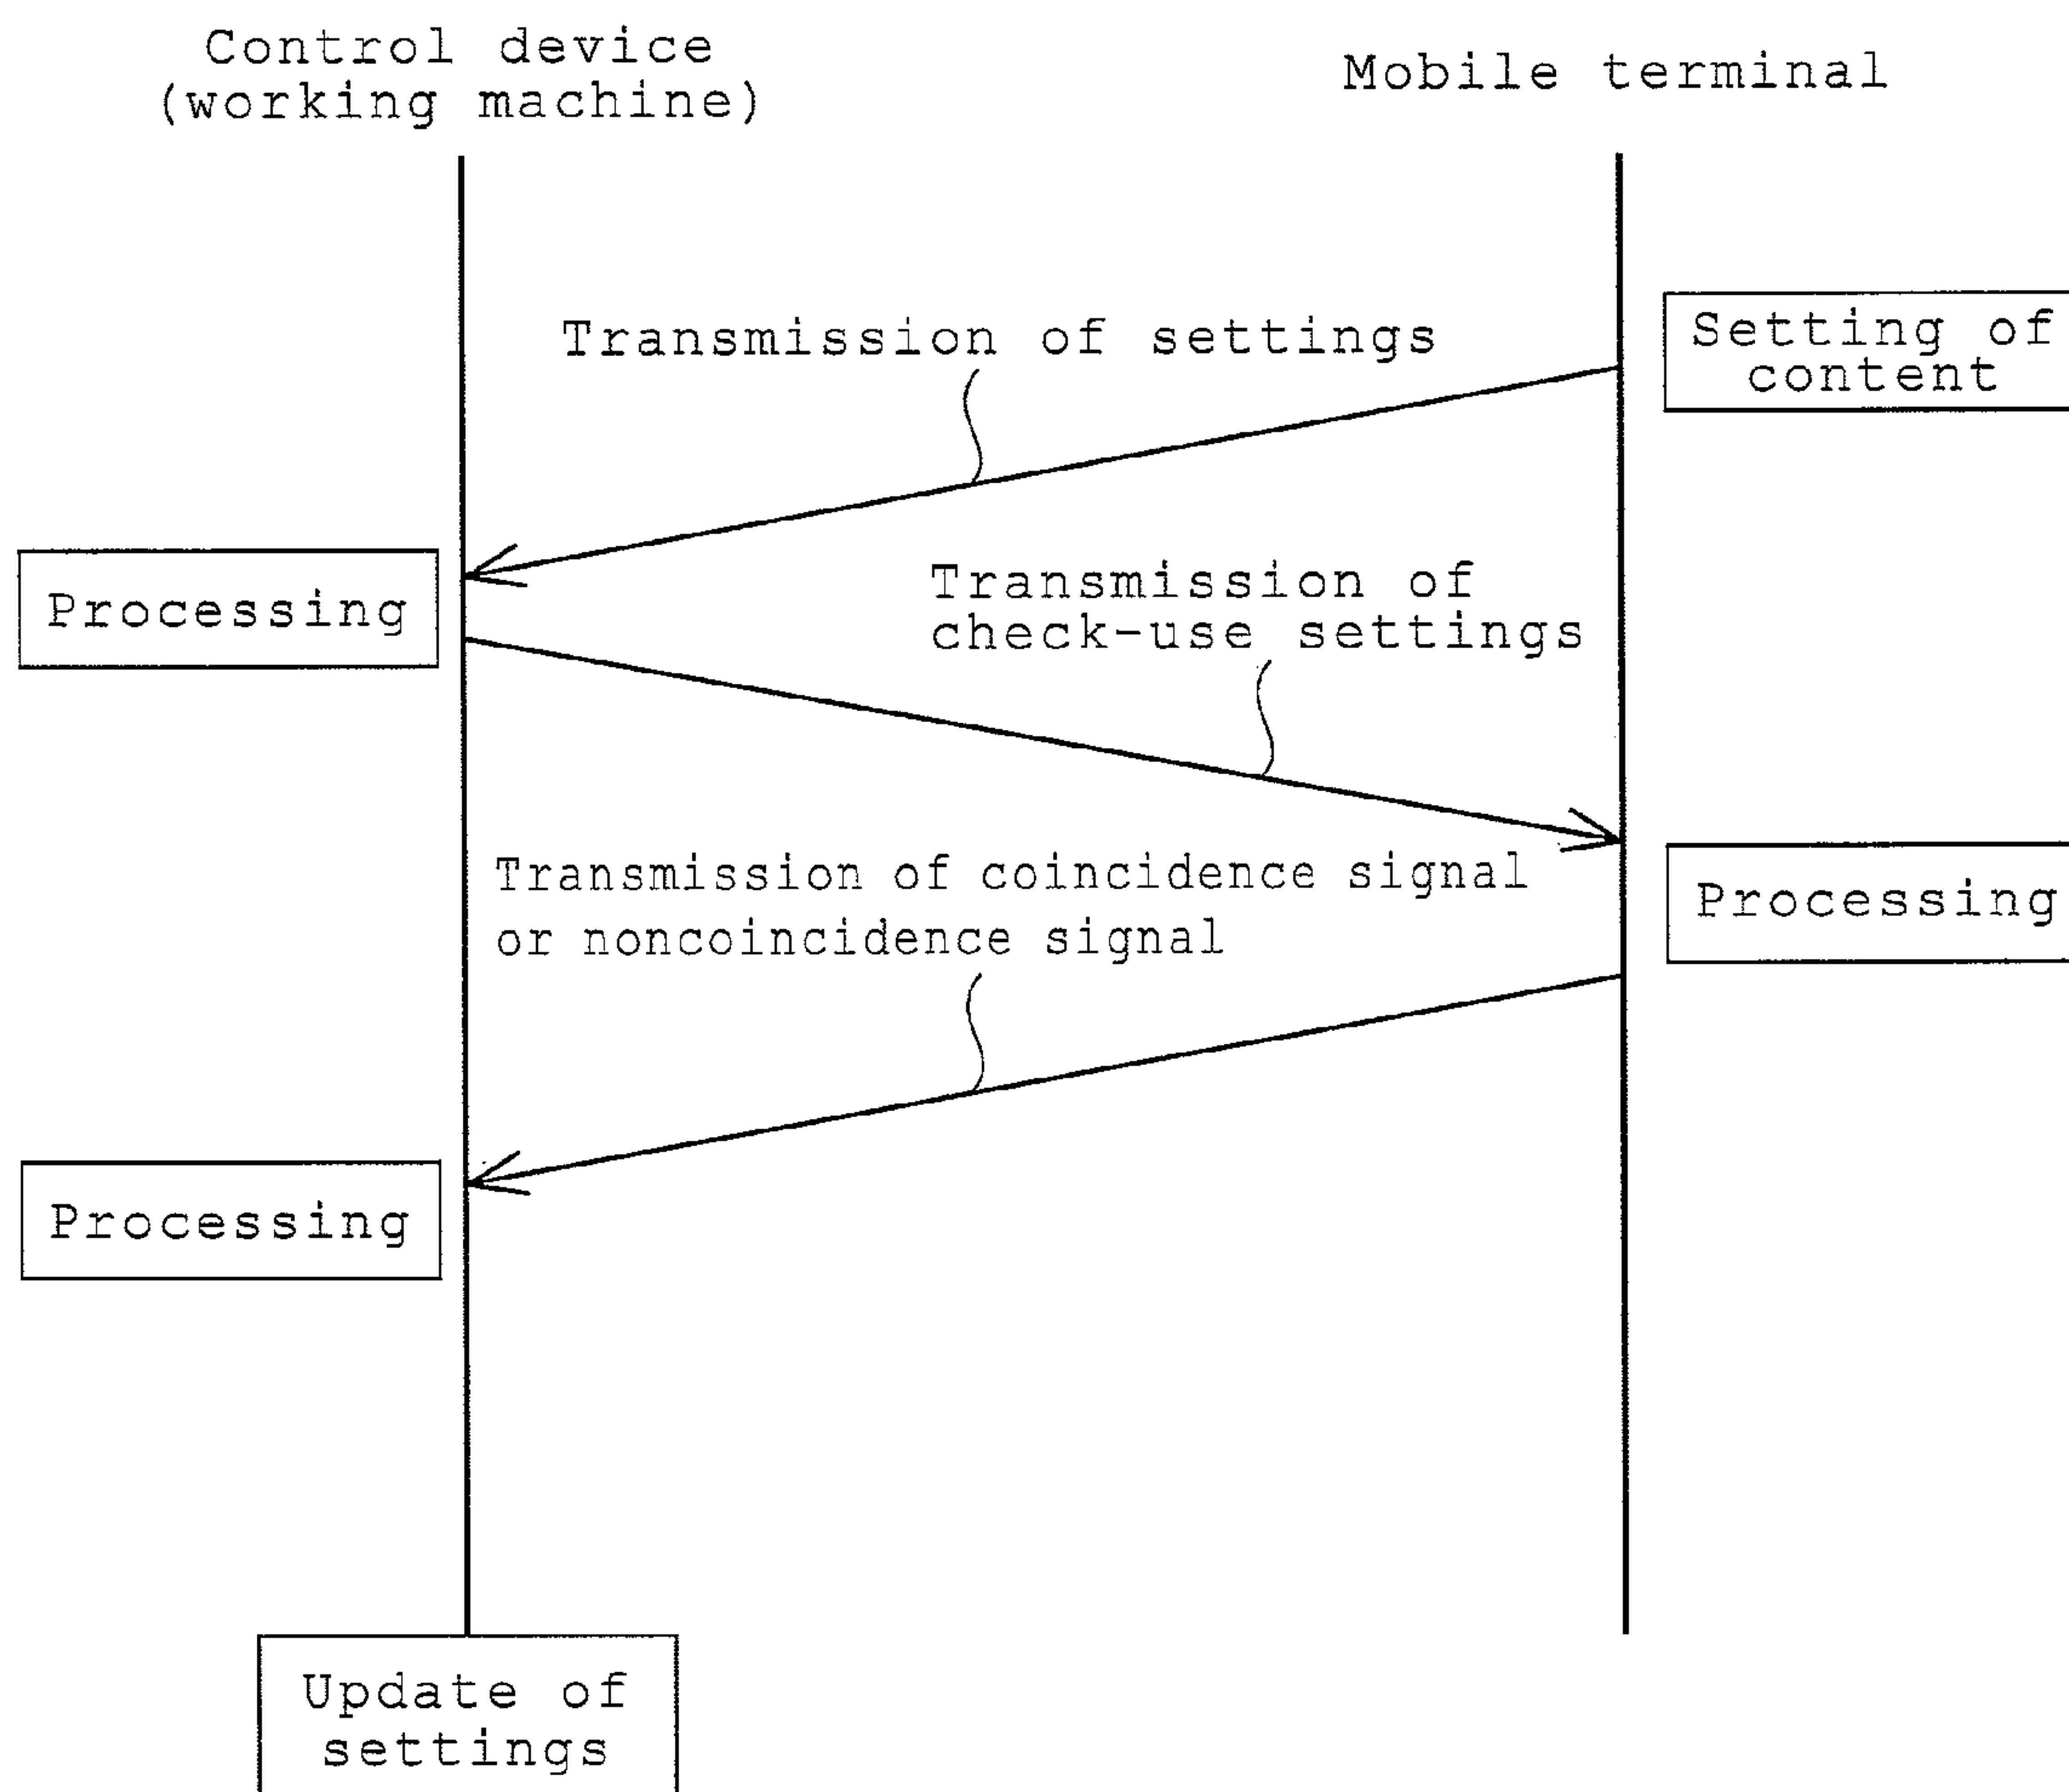 Control device
(working machine)
Mobile terminal
Setting of
content
Transmission of settings
Processing
Transmission of
check-use settings
Transmission of coincidence signal
or noncoincidence signal
Processing
Processing
Update of
settings